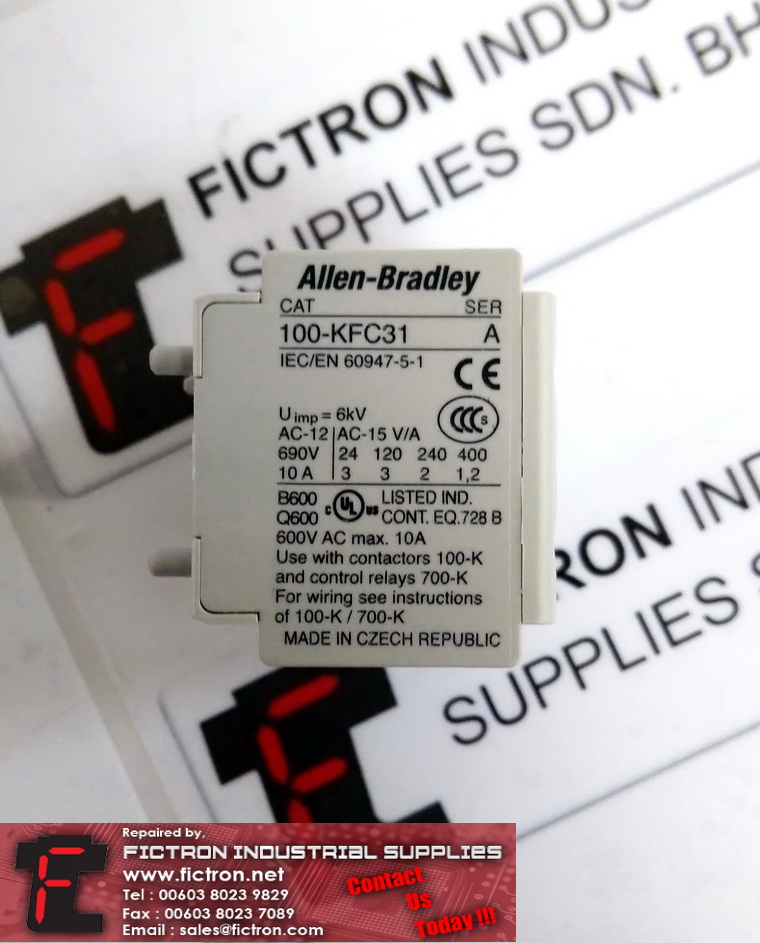 FICTRON INDUS
SUPPLIES SDN. BH
Allen-Bradley
CAT SER
100-KFC31 A
IEC/EN 60947-5-1
CE
CCC S
U imp = 6kV
AC-12 AC-15 V/A
690V 24 120 240 400
10 A 3 3 2 1,2
B600 c UL us LISTED IND.
Q600 CONT. EQ.728 B
600V AC max. 10A
Use with contactors 100-K
and control relays 700-K
For wiring see instructions
of 100-K / 700-K
MADE IN CZECH REPUBLIC
RON IND
SUPPLIES S
Repaired by,
FICTRON INDUSTRIAL SUPPLIES
www.fictron.net
Tel : 00603 8023 9829
Fax : 00603 8023 7089
Email : sales@fictron.com
Contact
Us
Today !!!